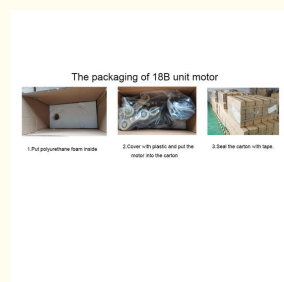 The packaging of 18B unit motor
1.Put polyurethane foam inside
2.Cover with plastic and put the
motor into the carton
3.Seal the carton with tape.